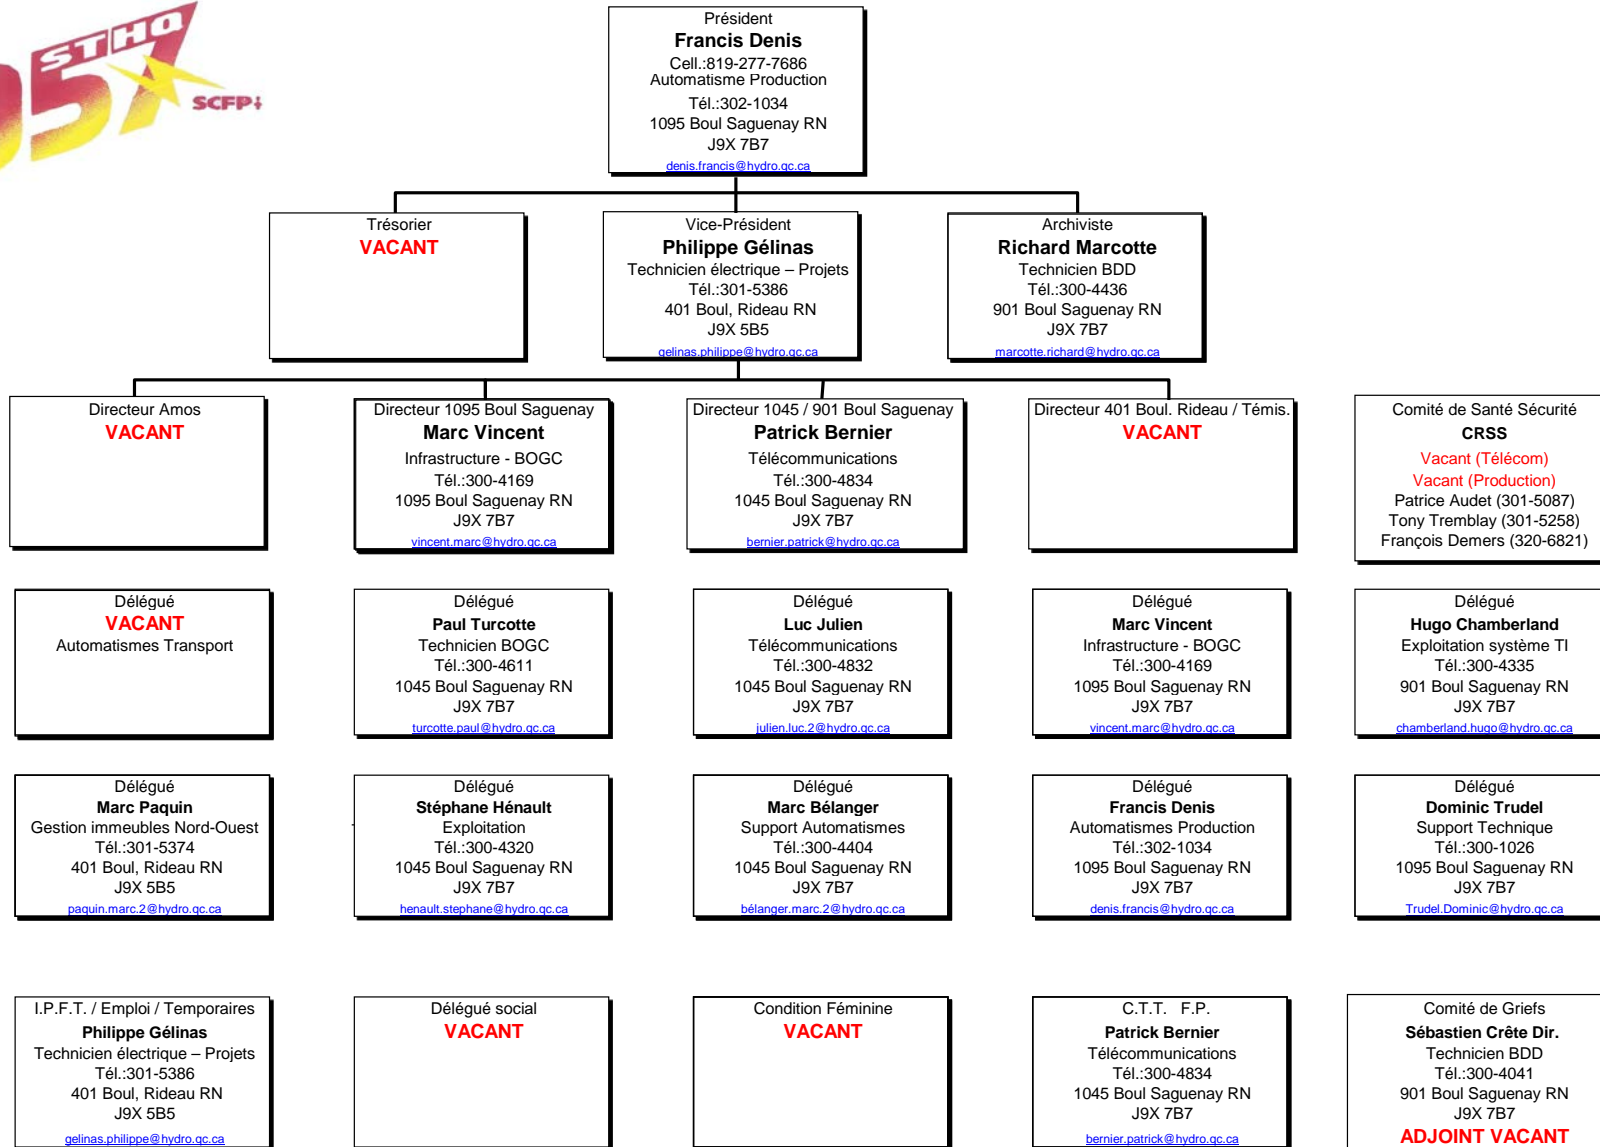 STHQ
957
SCFP
Président
Francis Denis
Cell.:819-277-7686
Automatisme Production
Tél.:302-1034
1095 Boul Saguenay RN
J9X 7B7
denis.francis@hydro.qc.ca
Trésorier
VACANT
Vice-Président
Philippe Gélinas
Technicien électrique – Projets
Tél.:301-5386
401 Boul, Rideau RN
J9X 5B5
gelinas.philippe@hydro.qc.ca
Archiviste
Richard Marcotte
Technicien BDD
Tél.:300-4436
901 Boul Saguenay RN
J9X 7B7
marcotte.richard@hydro.qc.ca
Directeur Amos
VACANT
Directeur 1095 Boul Saguenay
Marc Vincent
Infrastructure - BOGC
Tél.:300-4169
1095 Boul Saguenay RN
J9X 7B7
vincent.marc@hydro.qc.ca
Directeur 1045 / 901 Boul Saguenay
Patrick Bernier
Télécommunications
Tél.:300-4834
1045 Boul Saguenay RN
J9X 7B7
bernier.patrick@hydro.qc.ca
Directeur 401 Boul. Rideau / Témis.
VACANT
Comité de Santé Sécurité
CRSS
Vacant (Télécom)
Vacant (Production)
Patrice Audet (301-5087)
Tony Tremblay (301-5258)
François Demers (320-6821)
Délégué
VACANT
Automatismes Transport
Délégué
Paul Turcotte
Technicien BOGC
Tél.:300-4611
1045 Boul Saguenay RN
J9X 7B7
turcotte.paul@hydro.qc.ca
Délégué
Luc Julien
Télécommunications
Tél.:300-4832
1045 Boul Saguenay RN
J9X 7B7
julien.luc.2@hydro.qc.ca
Délégué
Marc Vincent
Infrastructure - BOGC
Tél.:300-4169
1095 Boul Saguenay RN
J9X 7B7
vincent.marc@hydro.qc.ca
Délégué
Hugo Chamberland
Exploitation système TI
Tél.:300-4335
901 Boul Saguenay RN
J9X 7B7
chamberland.hugo@hydro.qc.ca
Délégué
Marc Paquin
Gestion immeubles Nord-Ouest
Tél.:301-5374
401 Boul, Rideau RN
J9X 5B5
paquin.marc.2@hydro.qc.ca
Délégué
Stéphane Hénault
Exploitation
Tél.:300-4320
1045 Boul Saguenay RN
J9X 7B7
henault.stephane@hydro.qc.ca
Délégué
Marc Bélanger
Support Automatismes
Tél.:300-4404
1045 Boul Saguenay RN
J9X 7B7
bélanger.marc.2@hydro.qc.ca
Délégué
Francis Denis
Automatismes Production
Tél.:302-1034
1095 Boul Saguenay RN
J9X 7B7
denis.francis@hydro.qc.ca
Délégué
Dominic Trudel
Support Technique
Tél.:300-1026
1095 Boul Saguenay RN
J9X 7B7
Trudel.Dominic@hydro.qc.ca
I.P.F.T. / Emploi / Temporaires
Philippe Gélinas
Technicien électrique – Projets
Tél.:301-5386
401 Boul, Rideau RN
J9X 5B5
gelinas.philippe@hydro.qc.ca
Délégué social
VACANT
Condition Féminine
VACANT
C.T.T. F.P.
Patrick Bernier
Télécommunications
Tél.:300-4834
1045 Boul Saguenay RN
J9X 7B7
bernier.patrick@hydro.qc.ca
Comité de Griefs
Sébastien Crête Dir.
Technicien BDD
Tél.:300-4041
901 Boul Saguenay RN
J9X 7B7
ADJOINT VACANT